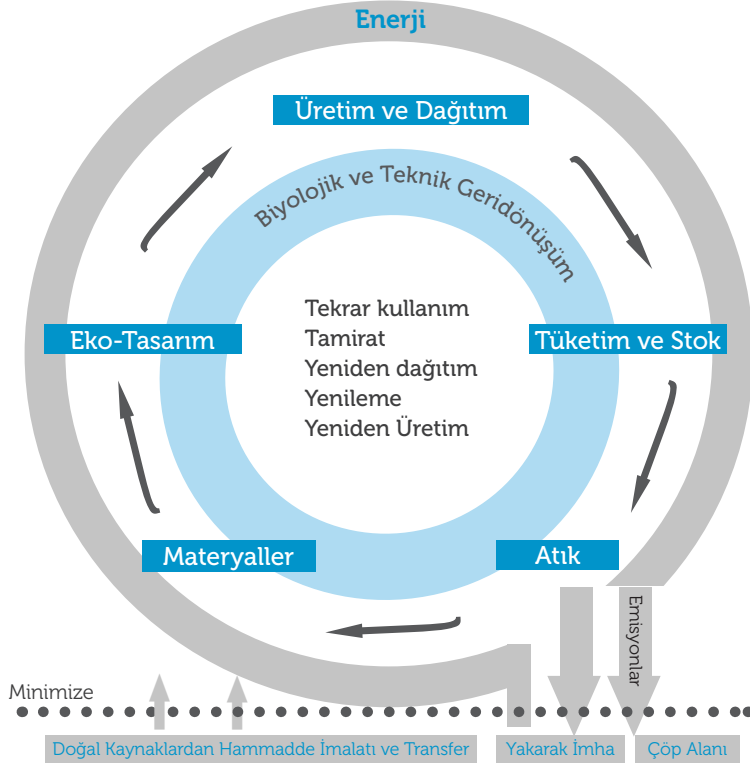 Enerji
Üretim ve Dağıtım
Biyolojik ve Teknik Geridönüşüm
Tekrar kullanım
Tamirat
Yeniden dağıtım
Yenileme
Yeniden Üretim
Eko-Tasarım
Tüketim ve Stok
Materyaller
Atık
Emisyonlar
Minimize
Doğal Kaynaklardan Hammadde İmalatı ve Transfer
Yakarak İmha
Çöp Alanı